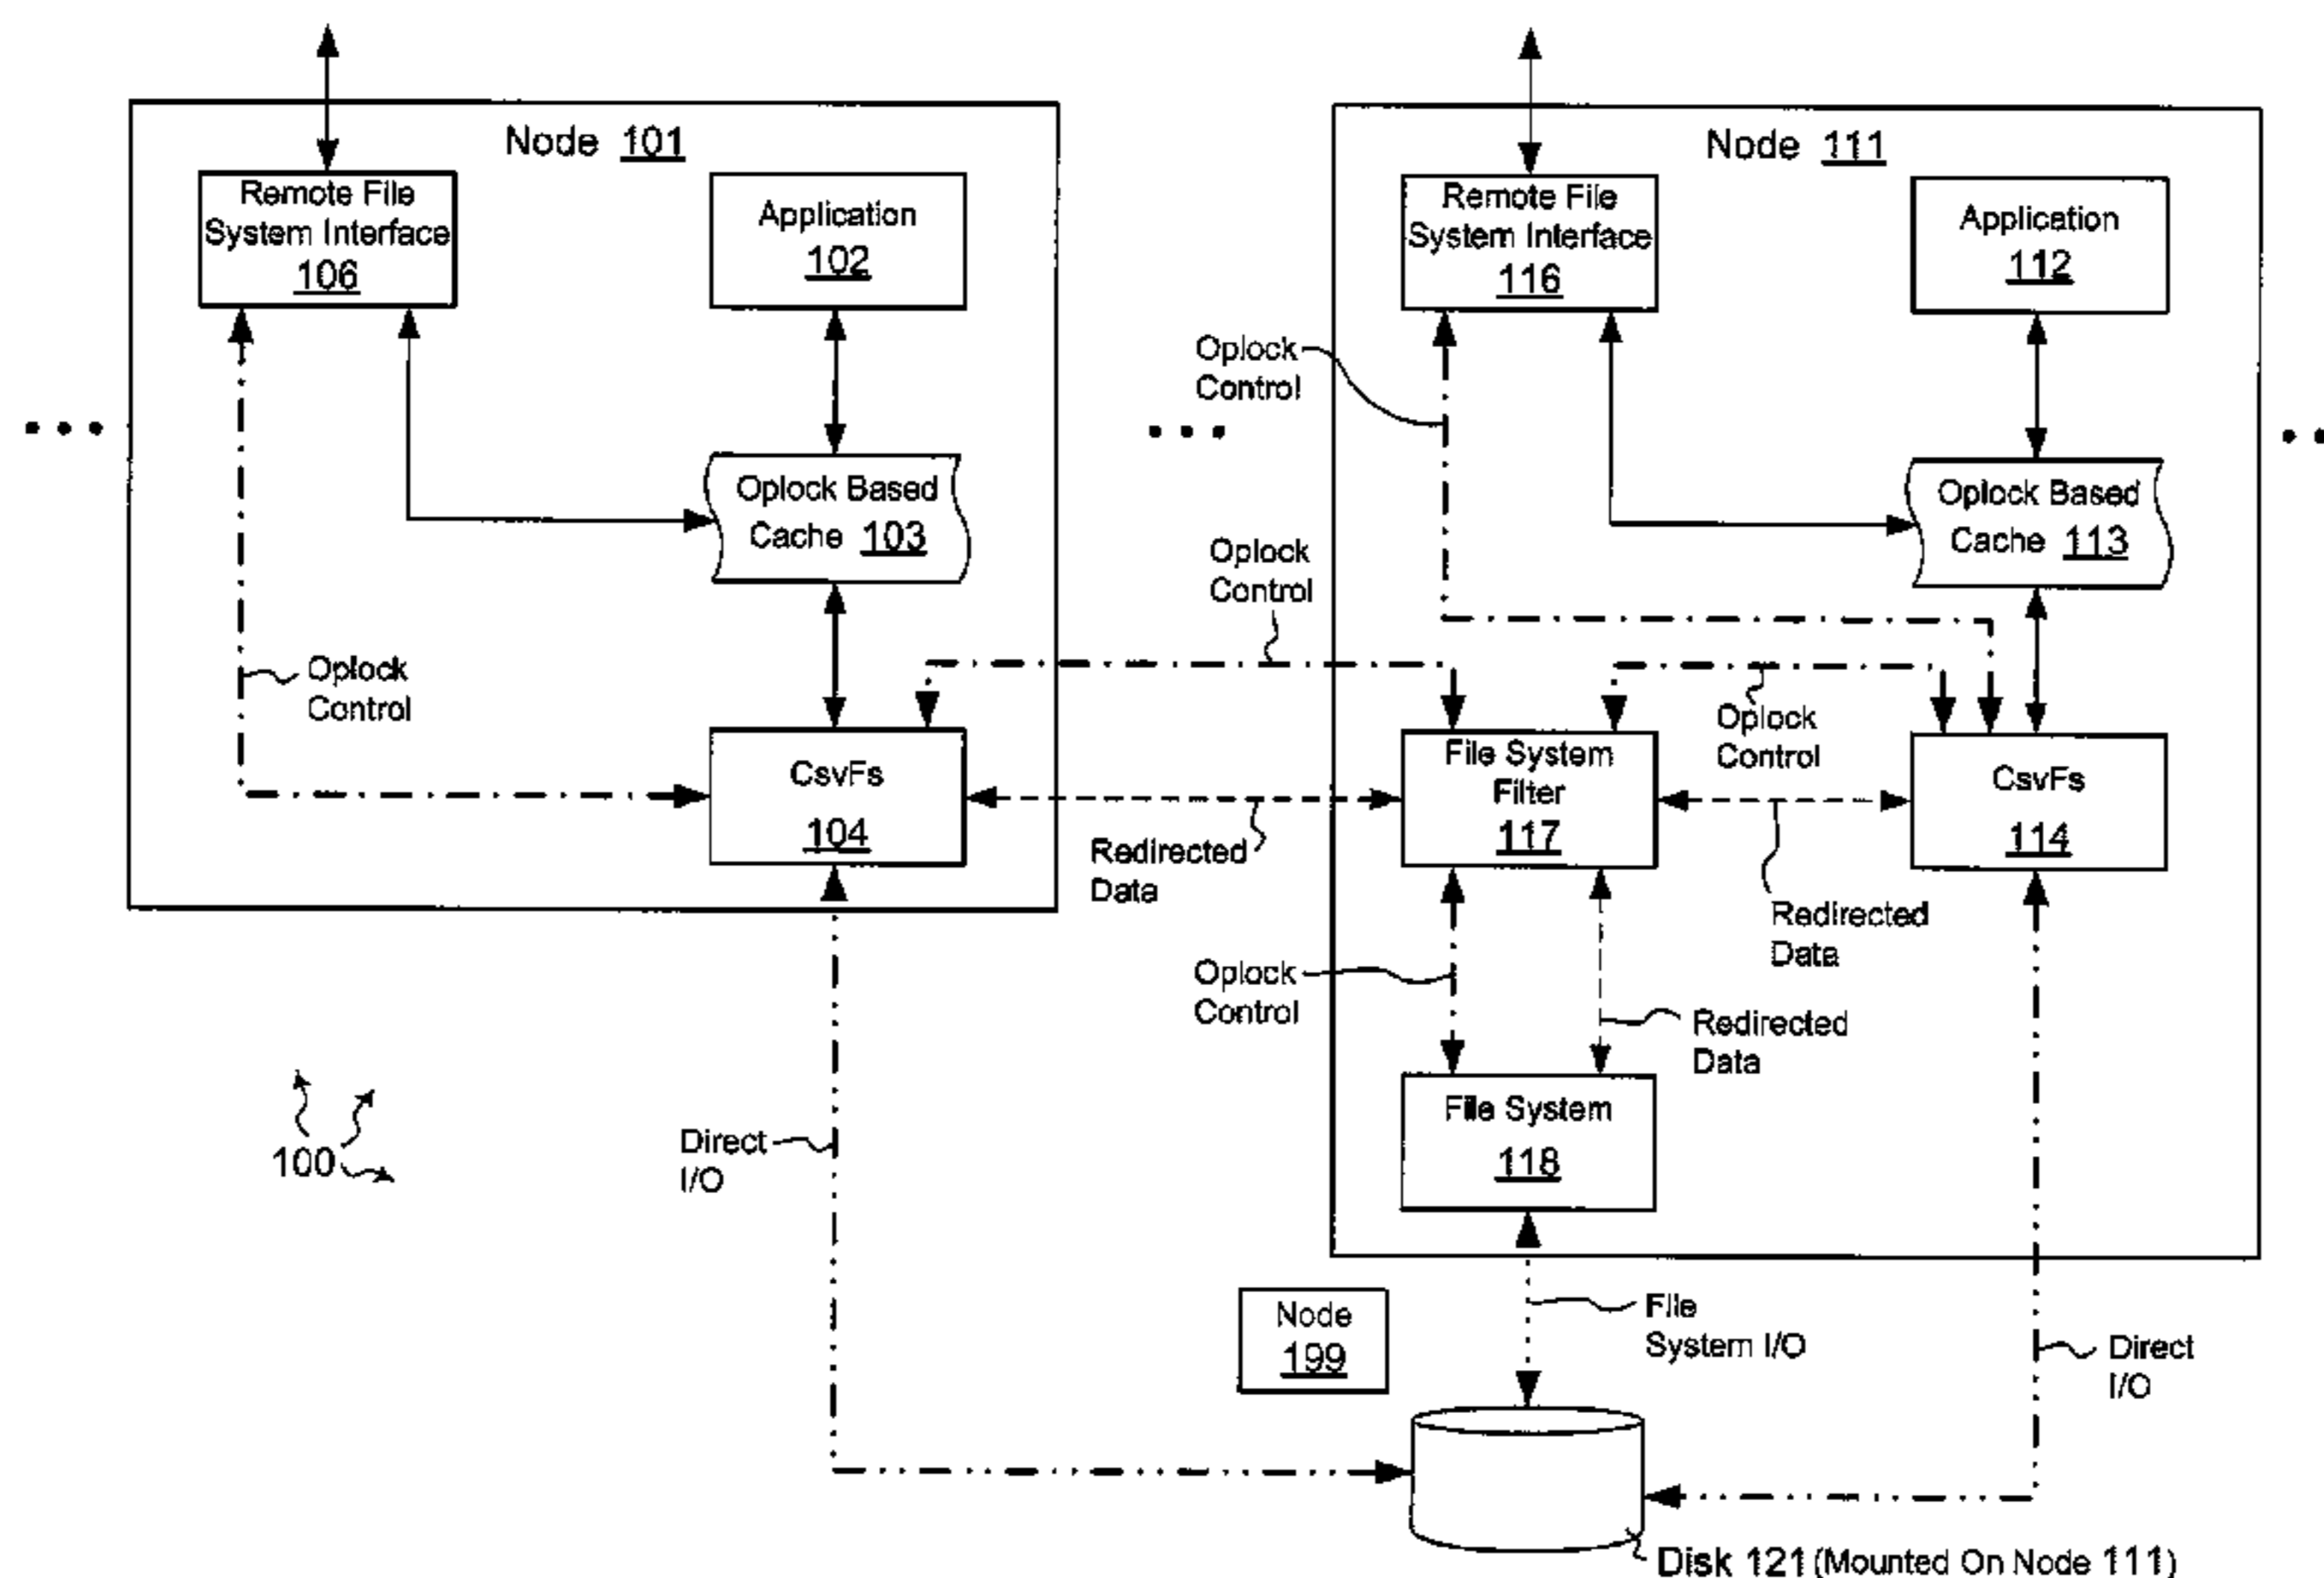 Node 101
Remote File
System Interface
106
Application
102
Oplock Based
Cache 103
Oplock
Control
CsvFs
104
Oplock
Control
Redirected
Data
Direct
I/O
100
Node 111
Remote File
System Interface
116
Application
112
Oplock
Control
Oplock Based
Cache 113
Oplock
Control
File System
Filter
117
CsvFs
114
Redirected
Data
Oplock
Control
Redirected
Data
File System
118
Node
199
File
System I/O
Direct
I/O
Disk 121 (Mounted On Node 111)